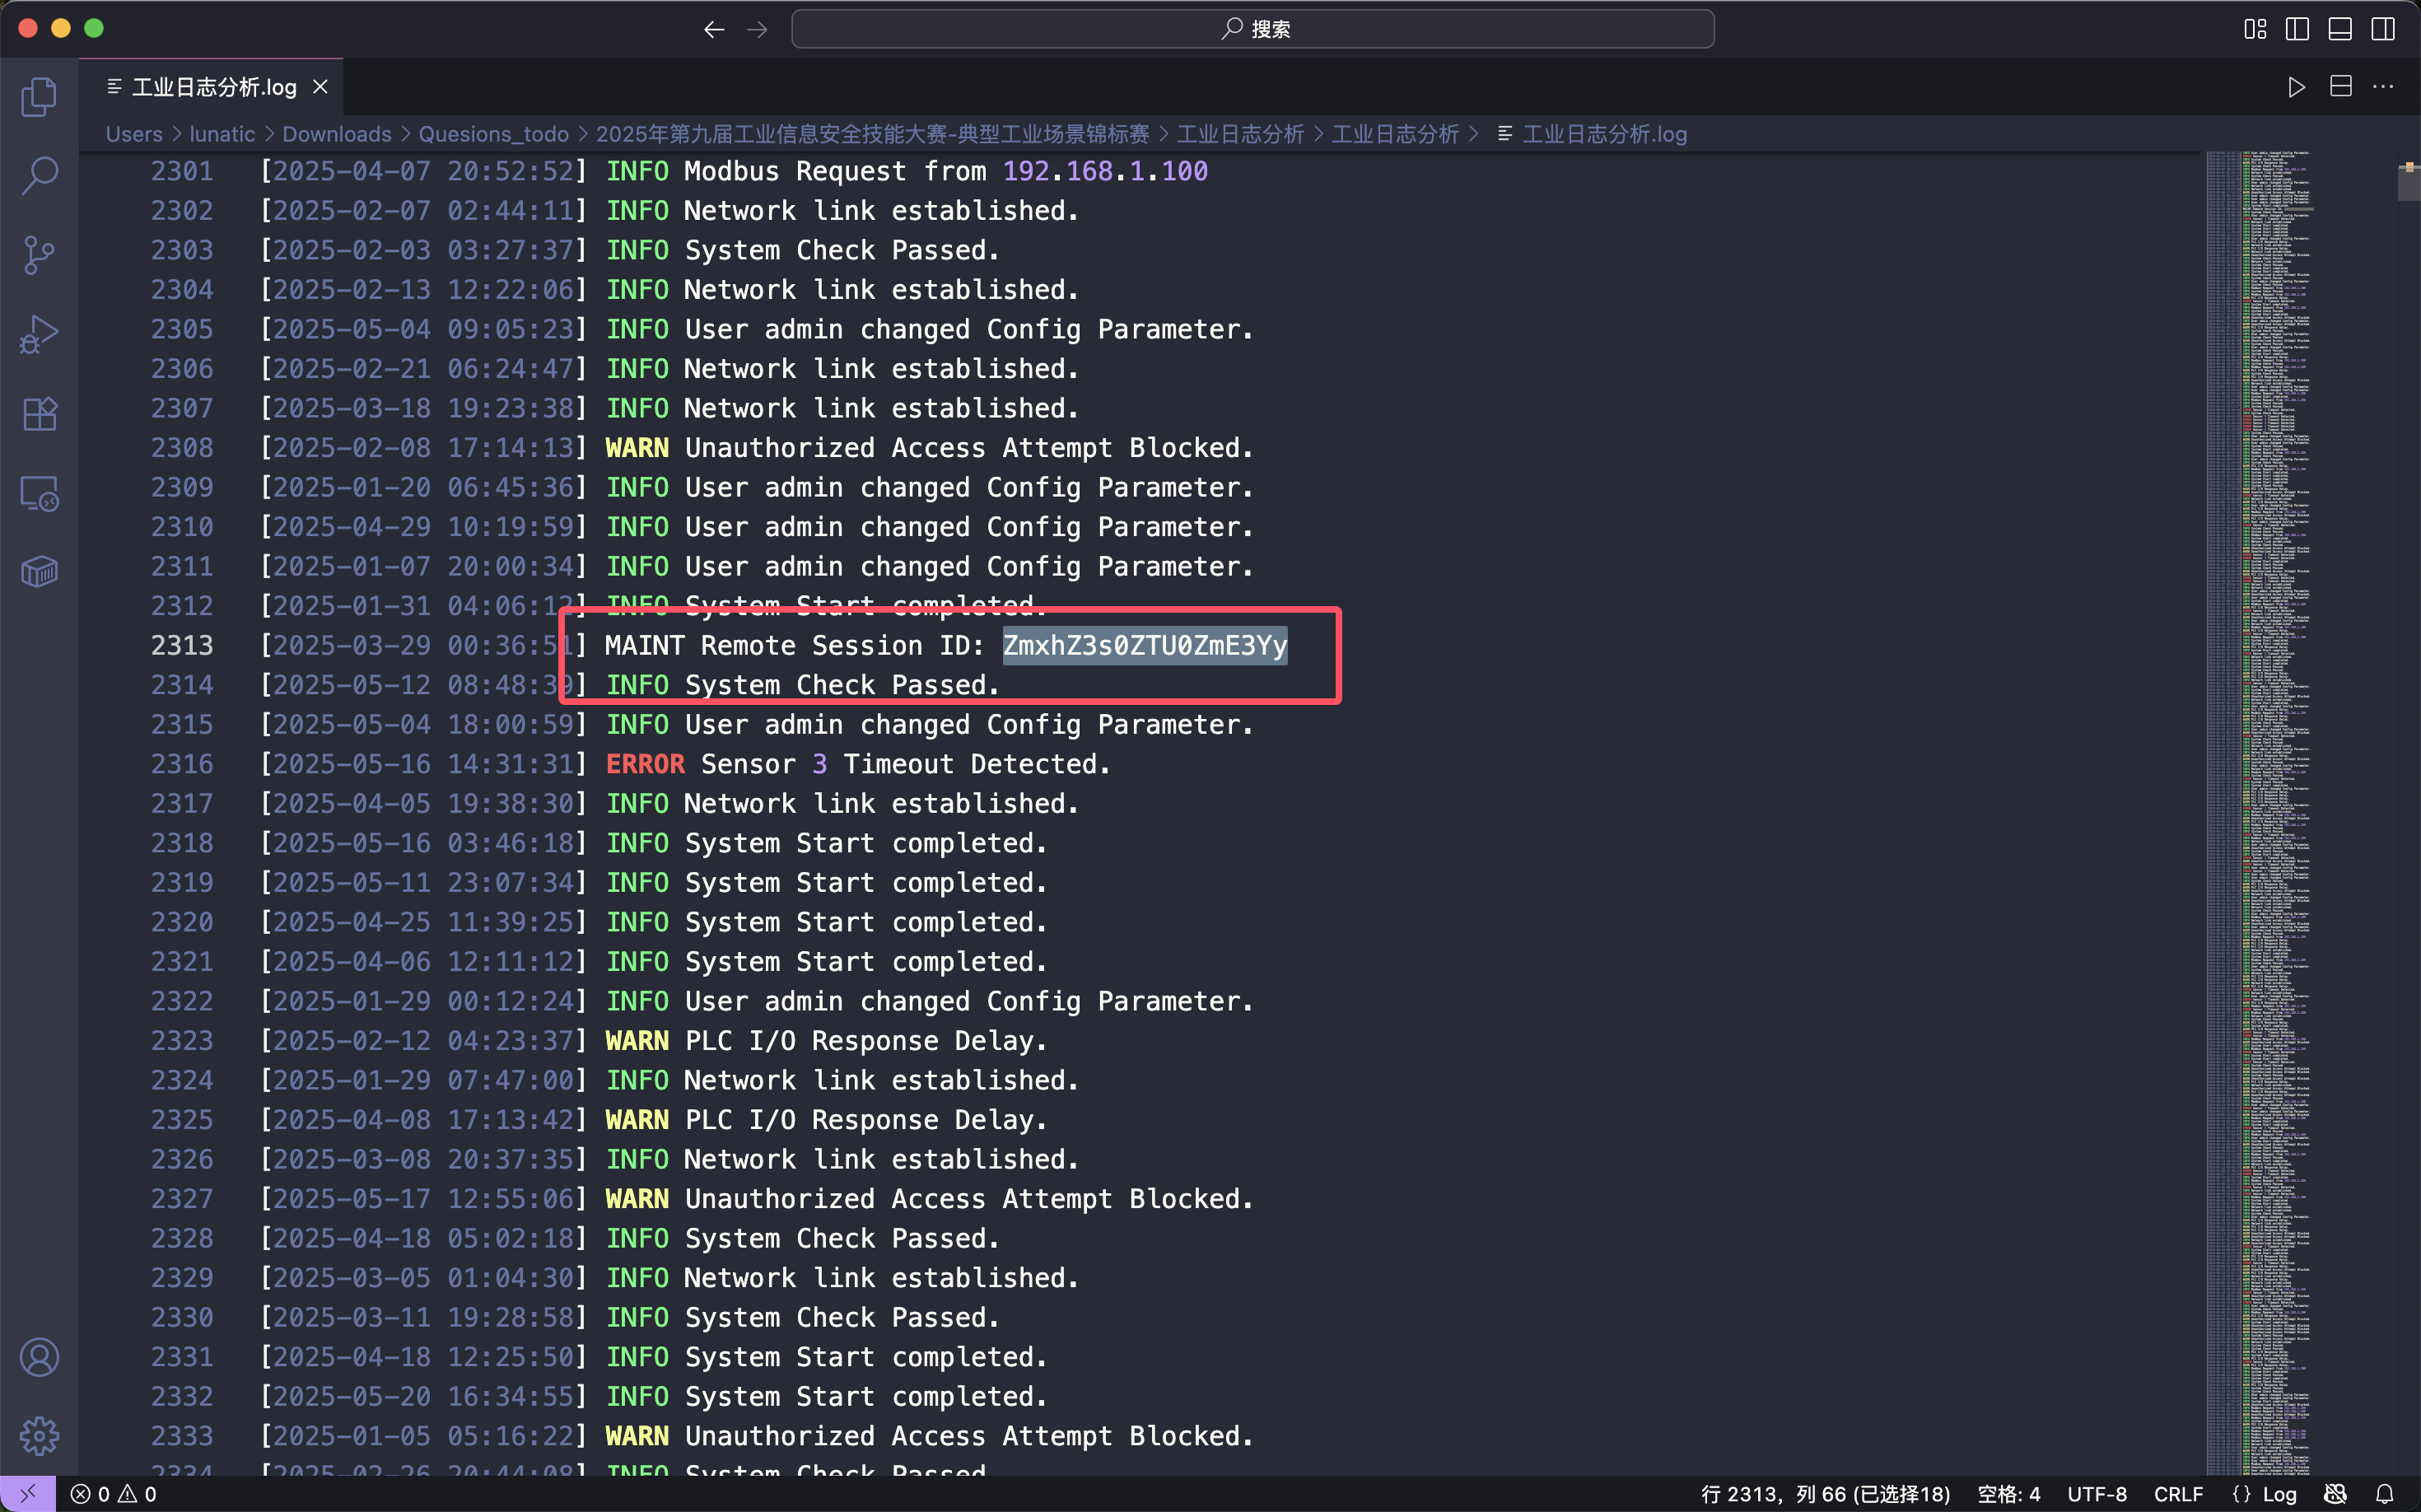 搜索
工业日志分析.log
Users > lunatic > Downloads > Quesions_todo > 2025年第九届工业信息安全技能大赛-典型工业场景锦标赛 > 工业日志分析 > 工业日志分析 > 工业日志分析.log
2301 [2025-04-07 20:52:52] INFO Modbus Request from 192.168.1.100
2302 [2025-02-07 02:44:11] INFO Network link established.
2303 [2025-02-03 03:27:37] INFO System Check Passed.
2304 [2025-02-13 12:22:06] INFO Network link established.
2305 [2025-05-04 09:05:23] INFO User admin changed Config Parameter.
2306 [2025-02-21 06:24:47] INFO Network link established.
2307 [2025-03-18 19:23:38] INFO Network link established.
2308 [2025-02-08 17:14:13] WARN Unauthorized Access Attempt Blocked.
2309 [2025-01-20 06:45:36] INFO User admin changed Config Parameter.
2310 [2025-04-29 10:19:59] INFO User admin changed Config Parameter.
2311 [2025-01-07 20:00:34] INFO User admin changed Config Parameter.
2312 [2025-01-31 04:06:12] INFO System Start completed.
2313 [2025-03-29 00:36:51] MAINT Remote Session ID: ZmxhZ3s0ZTU0ZmE3Yy
2314 [2025-05-12 08:48:39] INFO System Check Passed.
2315 [2025-05-04 18:00:59] INFO User admin changed Config Parameter.
2316 [2025-05-16 14:31:31] ERROR Sensor 3 Timeout Detected.
2317 [2025-04-05 19:38:30] INFO Network link established.
2318 [2025-05-16 03:46:18] INFO System Start completed.
2319 [2025-05-11 23:07:34] INFO System Start completed.
2320 [2025-04-25 11:39:25] INFO System Start completed.
2321 [2025-04-06 12:11:12] INFO System Start completed.
2322 [2025-01-29 00:12:24] INFO User admin changed Config Parameter.
2323 [2025-02-12 04:23:37] WARN PLC I/O Response Delay.
2324 [2025-01-29 07:47:00] INFO Network link established.
2325 [2025-04-08 17:13:42] WARN PLC I/O Response Delay.
2326 [2025-03-08 20:37:35] INFO Network link established.
2327 [2025-05-17 12:55:06] WARN Unauthorized Access Attempt Blocked.
2328 [2025-04-18 05:02:18] INFO System Check Passed.
2329 [2025-03-05 01:04:30] INFO Network link established.
2330 [2025-03-11 19:28:58] INFO System Check Passed.
2331 [2025-04-18 12:25:50] INFO System Start completed.
2332 [2025-05-20 16:34:55] INFO System Start completed.
2333 [2025-01-05 05:16:22] WARN Unauthorized Access Attempt Blocked.
2334 [2025-02-26 20:44:08] INFO System Check Passed.
0 0 行 2313，列 66 (已选择18) 空格: 4 UTF-8 CRLF {} Log